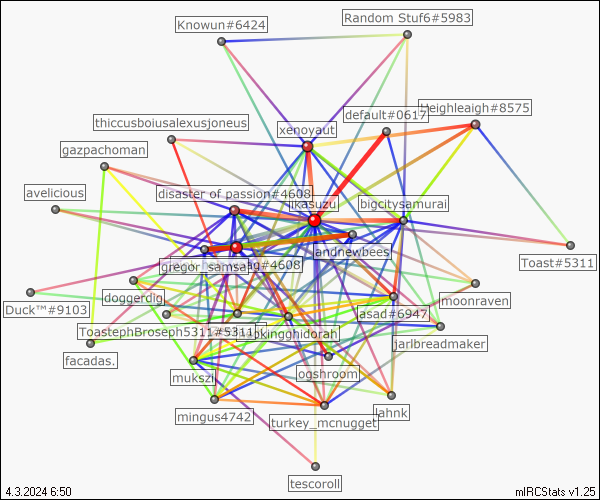 Random Stuf6#5983
Knowun#6424
Heighleaigh#8575
default#0617
thiccusboiusalexusjoneus
xenoyaut
gazpachoman
avelicious
disaster of passion#4608
ikasuzu
bigcitysamurai
andnewbees
Toast#5311
gregor_samsa
#4608
doggerdig
moonraven
Duck™#9103
asad#6947
ToastephBroseph5311#5311
kingghidorah
jarlbreadmaker
facadas.
ogshroom
mukszi
lahnk
mingus4742
turkey_mcnugget
tescoroll
4.3.2024 6:50
mIRCStats v1.25